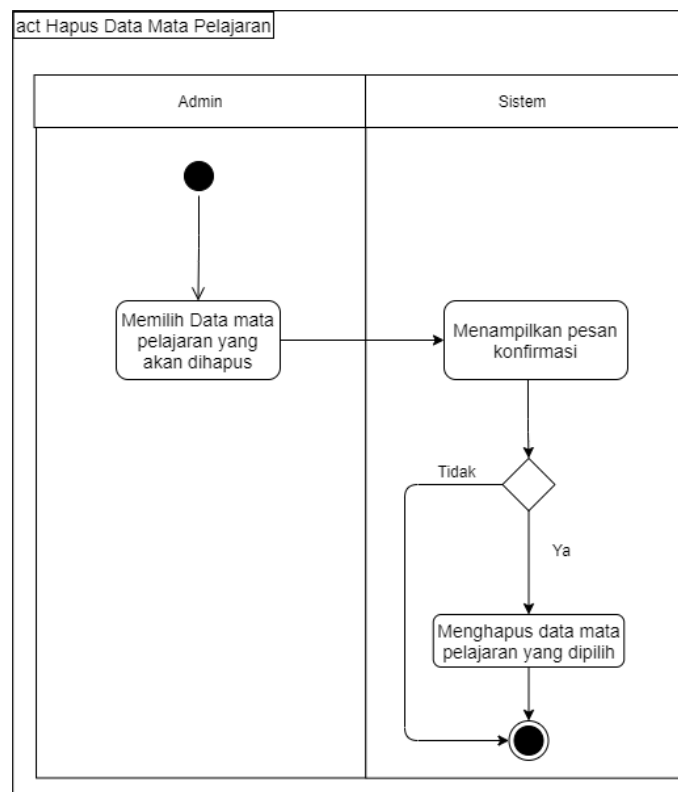 act Hapus Data Mata Pelajaran
Admin
Sistem
Memilih Data mata
pelajaran yang
akan dihapus
Menampilkan pesan
konfirmasi
Tidak
Ya
Menghapus data mata
pelajaran yang dipilih